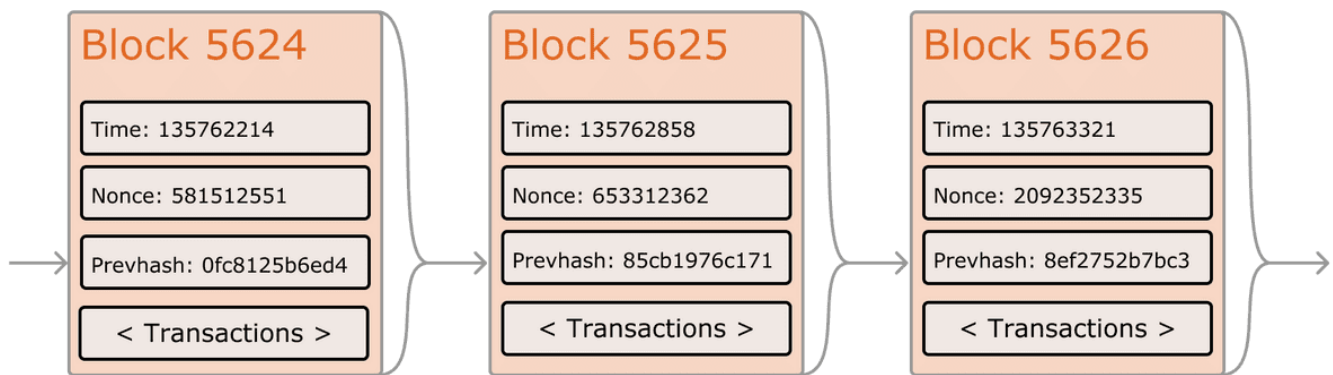 Block 5624
Time: 135762214
Nonce: 581512551
Prevhash: 0fc8125b6ed4
< Transactions >
Block 5625
Time: 135762858
Nonce: 653312362
Prevhash: 85cb1976c171
< Transactions >
Block 5626
Time: 135763321
Nonce: 2092352335
Prevhash: 8ef2752b7bc3
< Transactions >